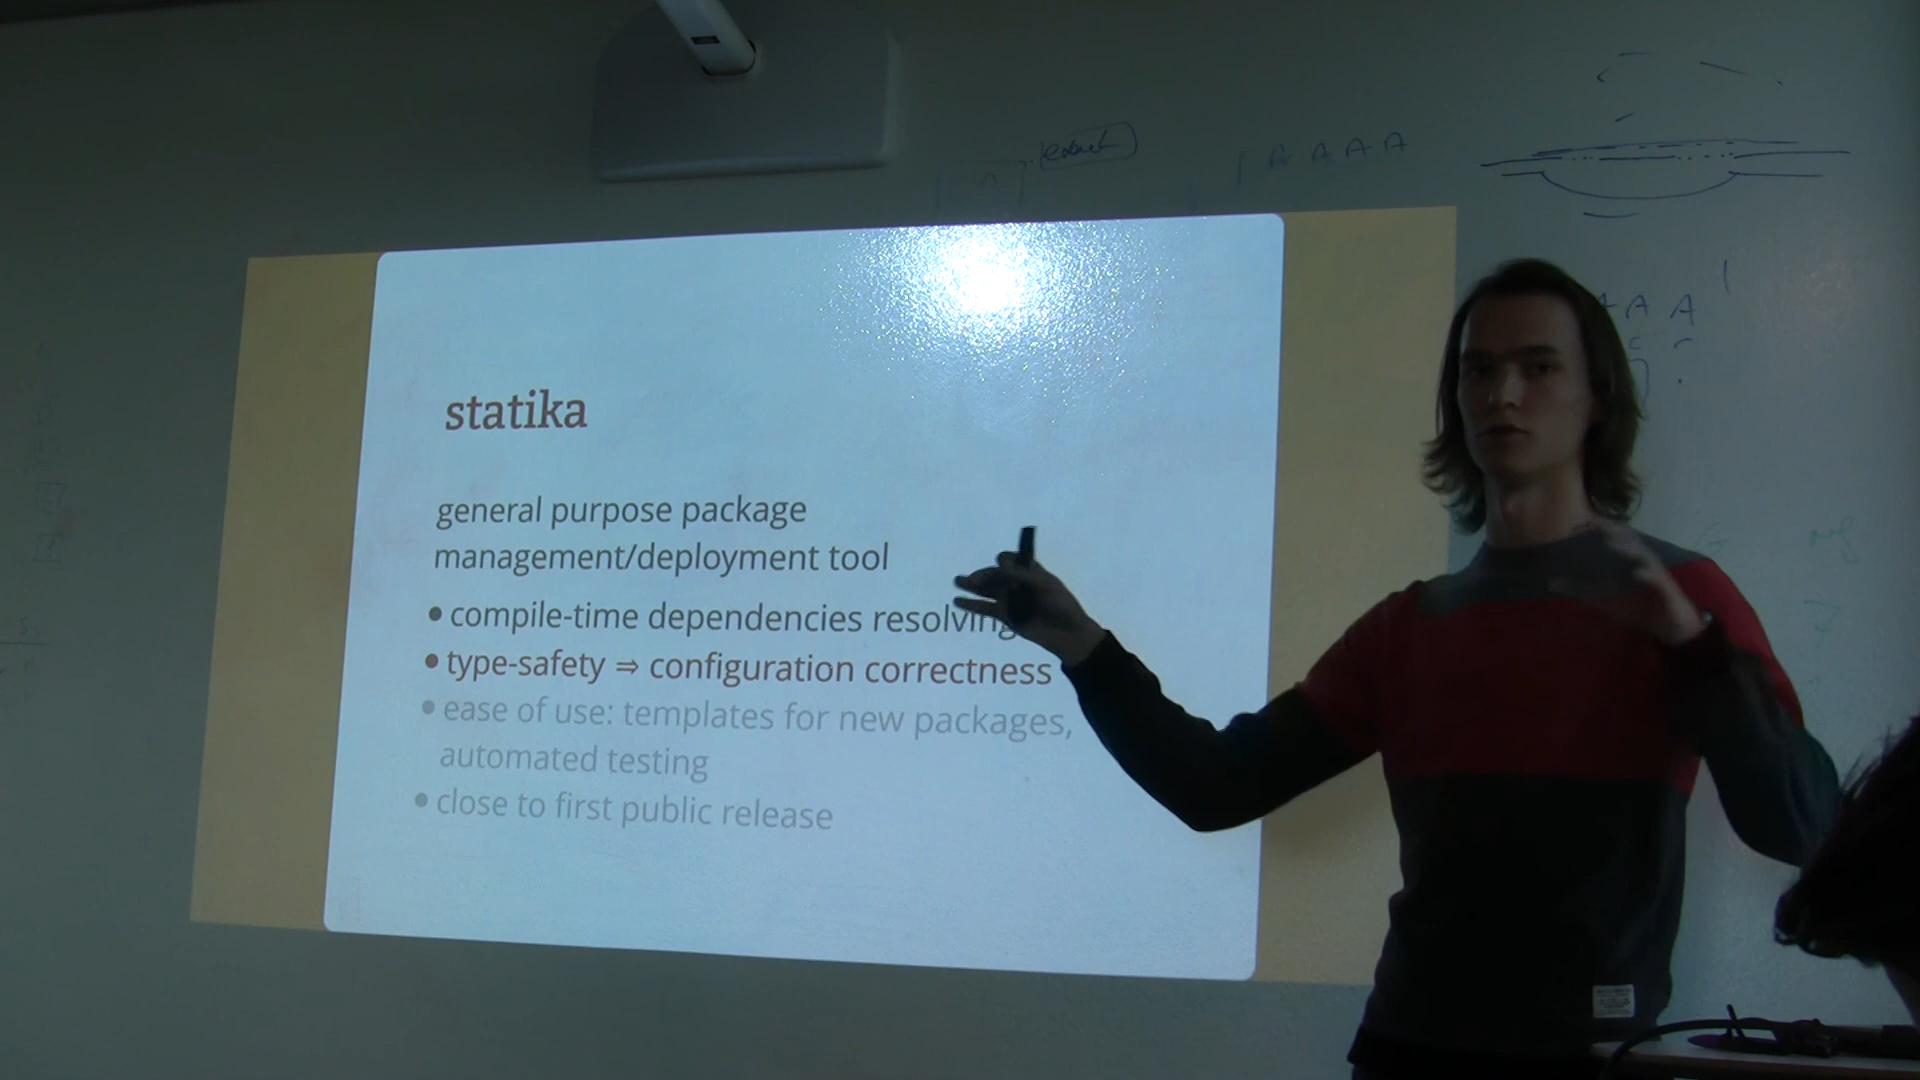 A A A A
A A
statika
general purpose package
management/deployment tool
• compile-time dependencies resolving
• type-safety ⇒ configuration correctness
• ease of use: templates for new packages,
automated testing
• close to first public release